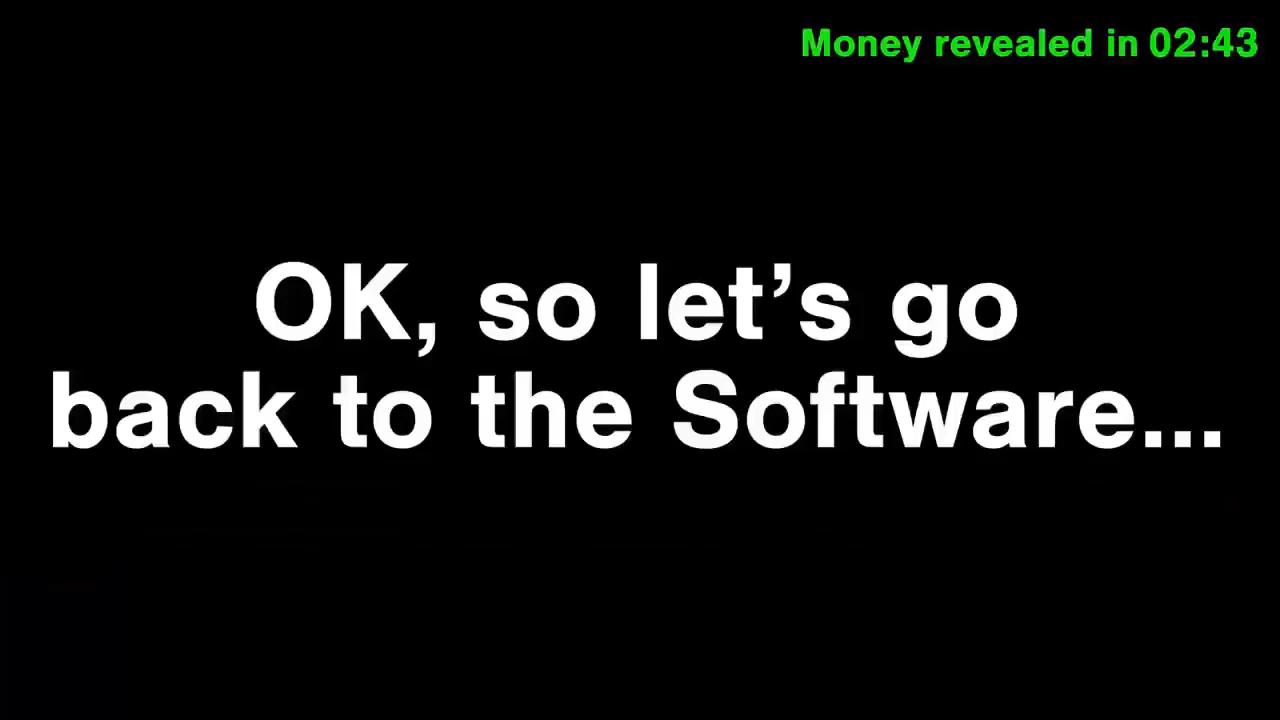 Money revealed in 02:43
OK, so let’s go
back to the Software...